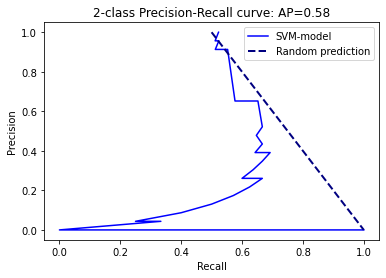 2-class Precision-Recall curve: AP=0.58
SVM-model
Random prediction
Precision
1.0
0.8
0.6
0.4
0.2
0.0
0.0 0.2 0.4 0.6 0.8 1.0
Recall